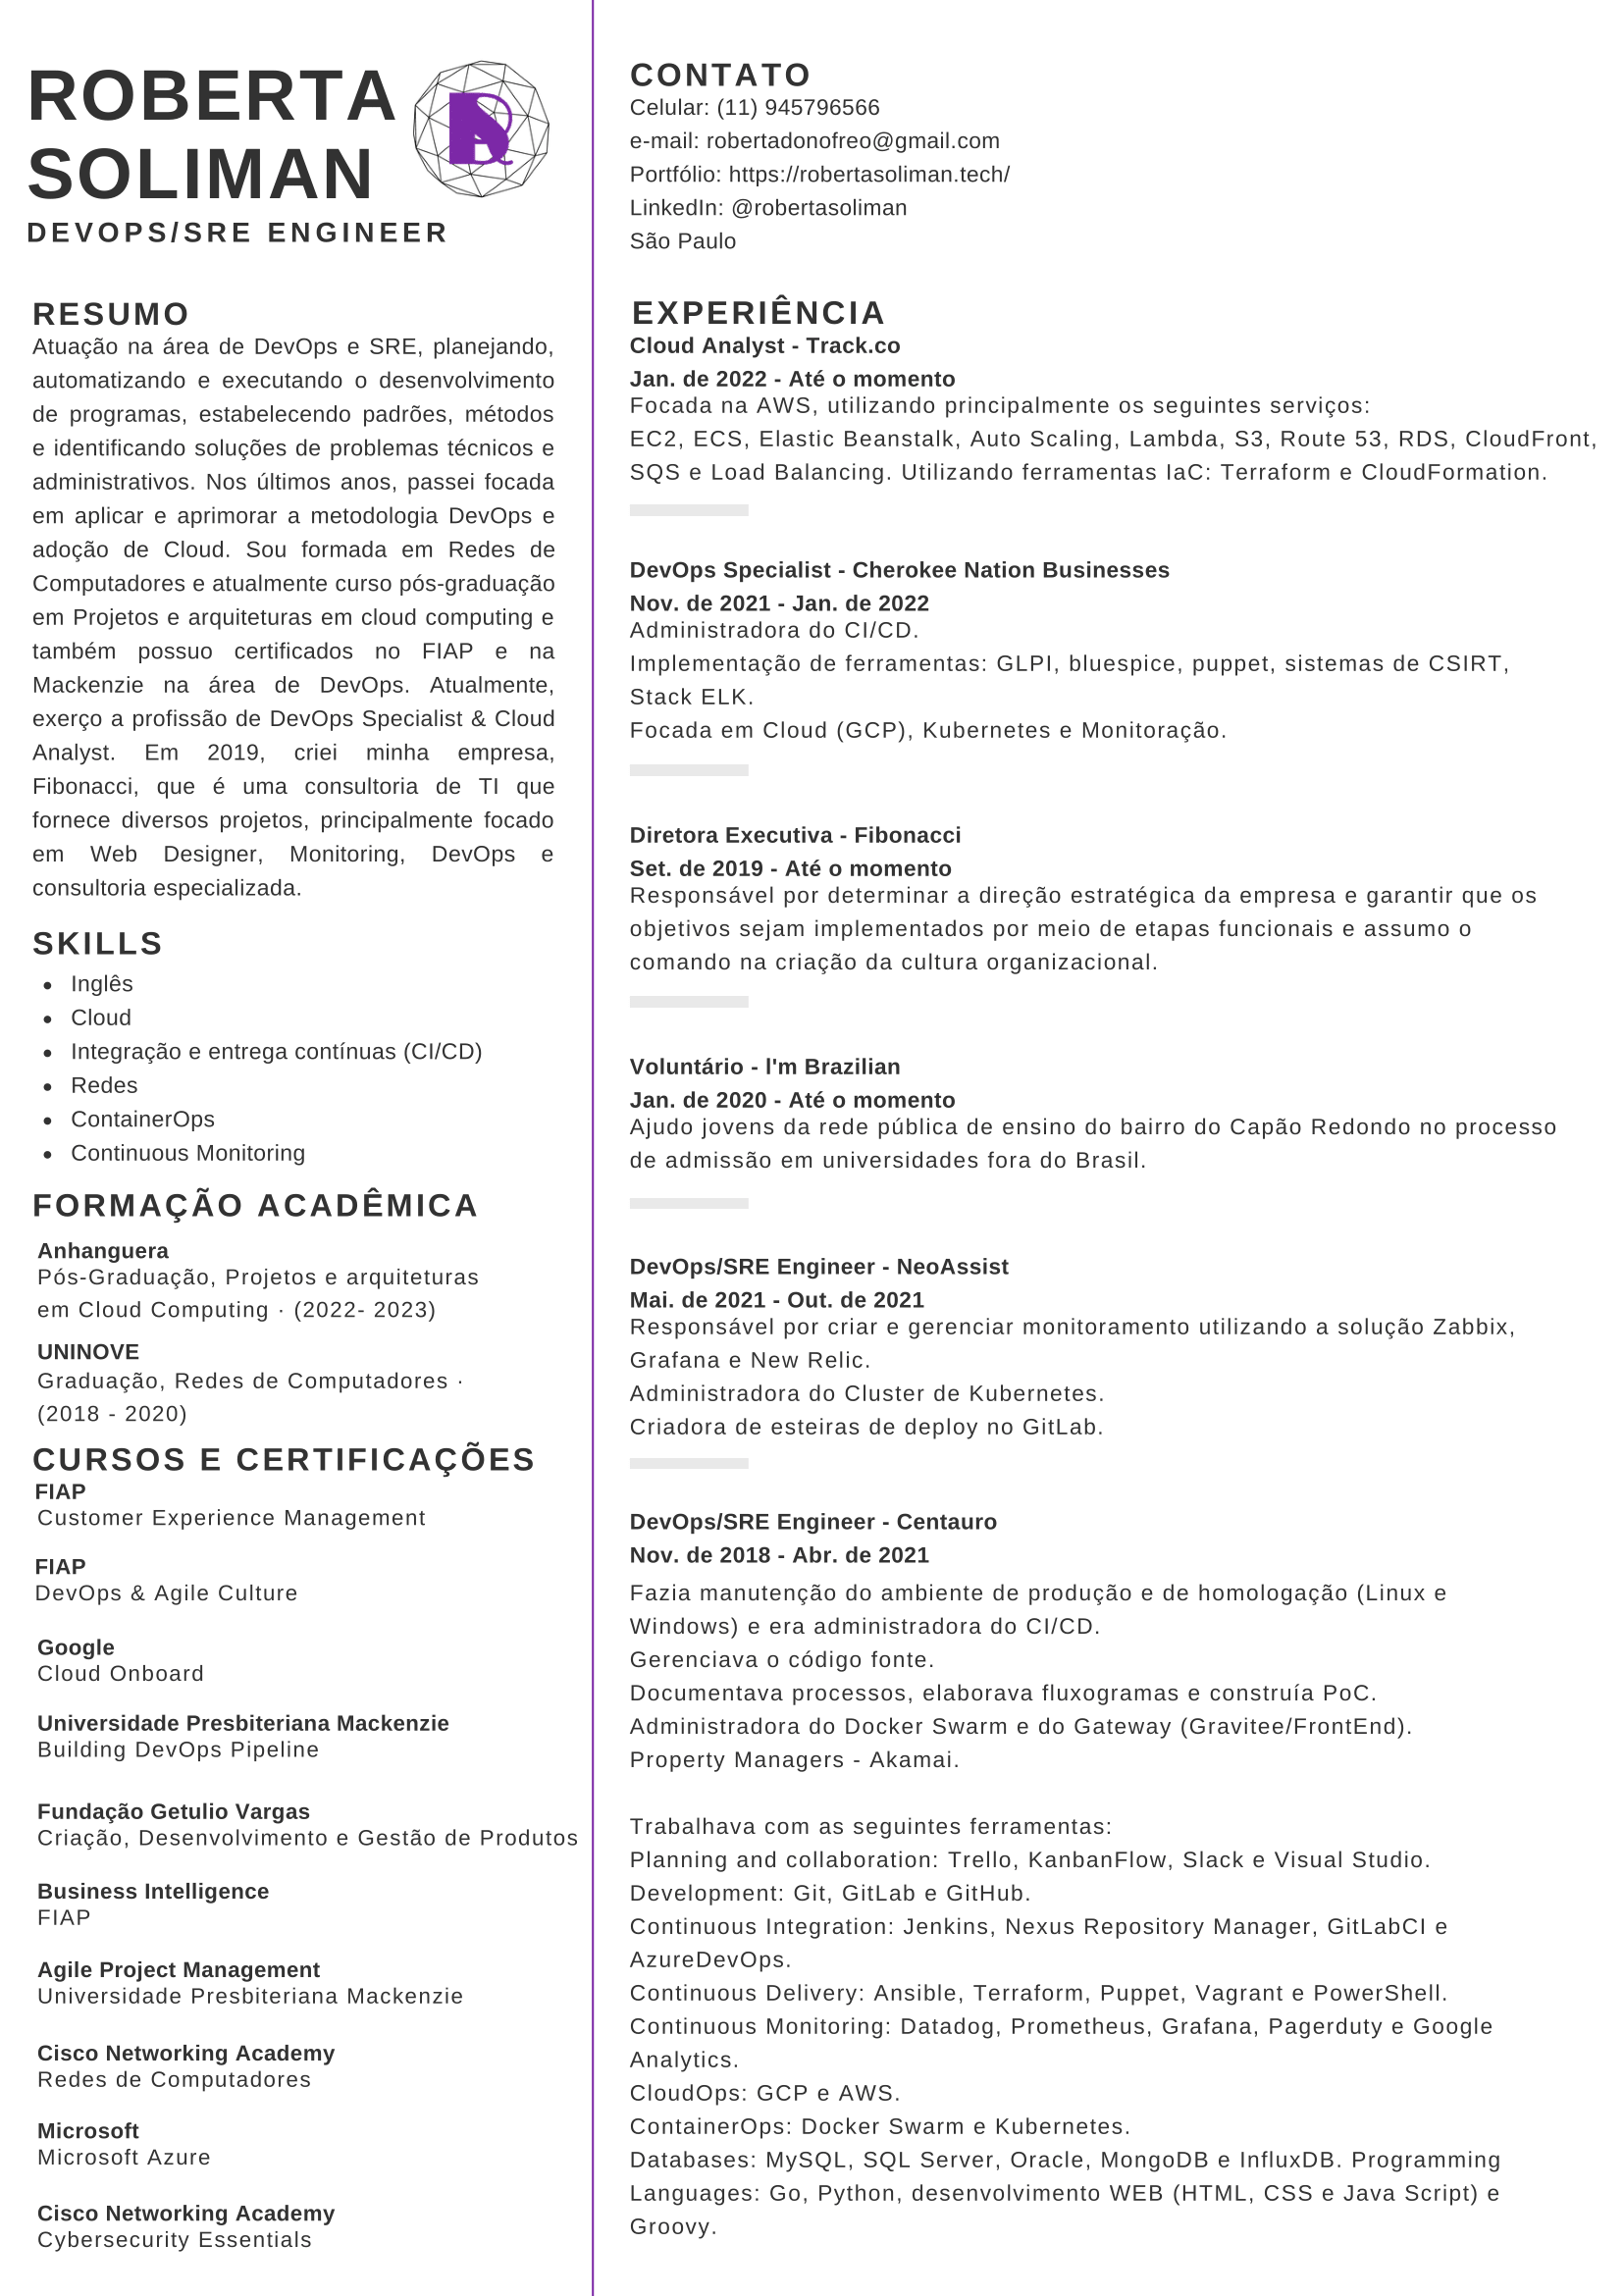 ROBERTA
SOLIMAN
DEVOPS/SRE ENGINEER
RESUMO
Atuação na área de DevOps e SRE, planejando,
automatizando e executando o desenvolvimento
de programas, estabelecendo padrões, métodos
e identificando soluções de problemas técnicos e
administrativos. Nos últimos anos, passei focada
em aplicar e aprimorar a metodologia DevOps e
adoção de Cloud. Sou formada em Redes de
Computadores e atualmente curso pós-graduação
em Projetos e arquiteturas em cloud computing e
também possuo certificados no FIAP e na
Mackenzie na área de DevOps. Atualmente,
exerço a profissão de DevOps Specialist & Cloud
Analyst. Em 2019, criei minha empresa,
Fibonacci, que é uma consultoria de TI que
fornece diversos projetos, principalmente focado
em Web Designer, Monitoring, DevOps e
consultoria especializada.
SKILLS
• Inglês
• Cloud
• Integração e entrega contínuas (CI/CD)
• Redes
• ContainerOps
• Continuous Monitoring
FORMAÇÃO ACADÊMICA
Anhanguera
Pós-Graduação, Projetos e arquiteturas
em Cloud Computing · (2022- 2023)
UNINOVE
Graduação, Redes de Computadores ·
(2018 - 2020)
CURSOS E CERTIFICAÇÕES
FIAP
Customer Experience Management
FIAP
DevOps & Agile Culture
Google
Cloud Onboard
Universidade Presbiteriana Mackenzie
Building DevOps Pipeline
Fundação Getulio Vargas
Criação, Desenvolvimento e Gestão de Produtos
Business Intelligence
FIAP
Agile Project Management
Universidade Presbiteriana Mackenzie
Cisco Networking Academy
Redes de Computadores
Microsoft
Microsoft Azure
Cisco Networking Academy
Cybersecurity Essentials
CONTATO
Celular: (11) 945796566
e-mail: robertadonofreo@gmail.com
Portfólio: https://robertasoliman.tech/
LinkedIn: @robertasoliman
São Paulo
EXPERIÊNCIA
Cloud Analyst - Track.co
Jan. de 2022 - Até o momento
Focada na AWS, utilizando principalmente os seguintes serviços:
EC2, ECS, Elastic Beanstalk, Auto Scaling, Lambda, S3, Route 53, RDS, CloudFront,
SQS e Load Balancing. Utilizando ferramentas IaC: Terraform e CloudFormation.
DevOps Specialist - Cherokee Nation Businesses
Nov. de 2021 - Jan. de 2022
Administradora do CI/CD.
Implementação de ferramentas: GLPI, bluespice, puppet, sistemas de CSIRT,
Stack ELK.
Focada em Cloud (GCP), Kubernetes e Monitoração.
Diretora Executiva - Fibonacci
Set. de 2019 - Até o momento
Responsável por determinar a direção estratégica da empresa e garantir que os
objetivos sejam implementados por meio de etapas funcionais e assumo o
comando na criação da cultura organizacional.
Voluntário - l'm Brazilian
Jan. de 2020 - Até o momento
Ajudo jovens da rede pública de ensino do bairro do Capão Redondo no processo
de admissão em universidades fora do Brasil.
DevOps/SRE Engineer - NeoAssist
Mai. de 2021 - Out. de 2021
Responsável por criar e gerenciar monitoramento utilizando a solução Zabbix,
Grafana e New Relic.
Administradora do Cluster de Kubernetes.
Criadora de esteiras de deploy no GitLab.
DevOps/SRE Engineer - Centauro
Nov. de 2018 - Abr. de 2021
Fazia manutenção do ambiente de produção e de homologação (Linux e
Windows) e era administradora do CI/CD.
Gerenciava o código fonte.
Documentava processos, elaborava fluxogramas e construía PoC.
Administradora do Docker Swarm e do Gateway (Gravitee/FrontEnd).
Property Managers - Akamai.
Trabalhava com as seguintes ferramentas:
Planning and collaboration: Trello, KanbanFlow, Slack e Visual Studio.
Development: Git, GitLab e GitHub.
Continuous Integration: Jenkins, Nexus Repository Manager, GitLabCI e
AzureDevOps.
Continuous Delivery: Ansible, Terraform, Puppet, Vagrant e PowerShell.
Continuous Monitoring: Datadog, Prometheus, Grafana, Pagerduty e Google
Analytics.
CloudOps: GCP e AWS.
ContainerOps: Docker Swarm e Kubernetes.
Databases: MySQL, SQL Server, Oracle, MongoDB e InfluxDB. Programming
Languages: Go, Python, desenvolvimento WEB (HTML, CSS e Java Script) e
Groovy.